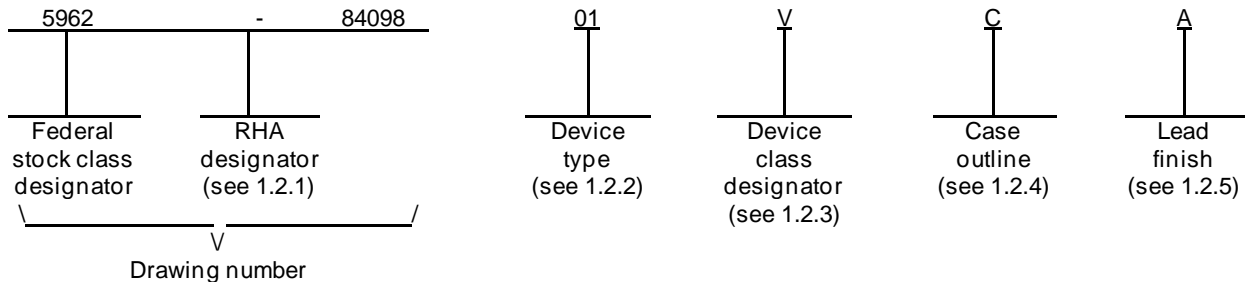 5962 - 84098 01 V C A
Federal stock class designator
RHA designator (see 1.2.1)
Device type (see 1.2.2)
Device class designator (see 1.2.3)
Case outline (see 1.2.4)
Lead finish (see 1.2.5)
\ /
\/
Drawing number